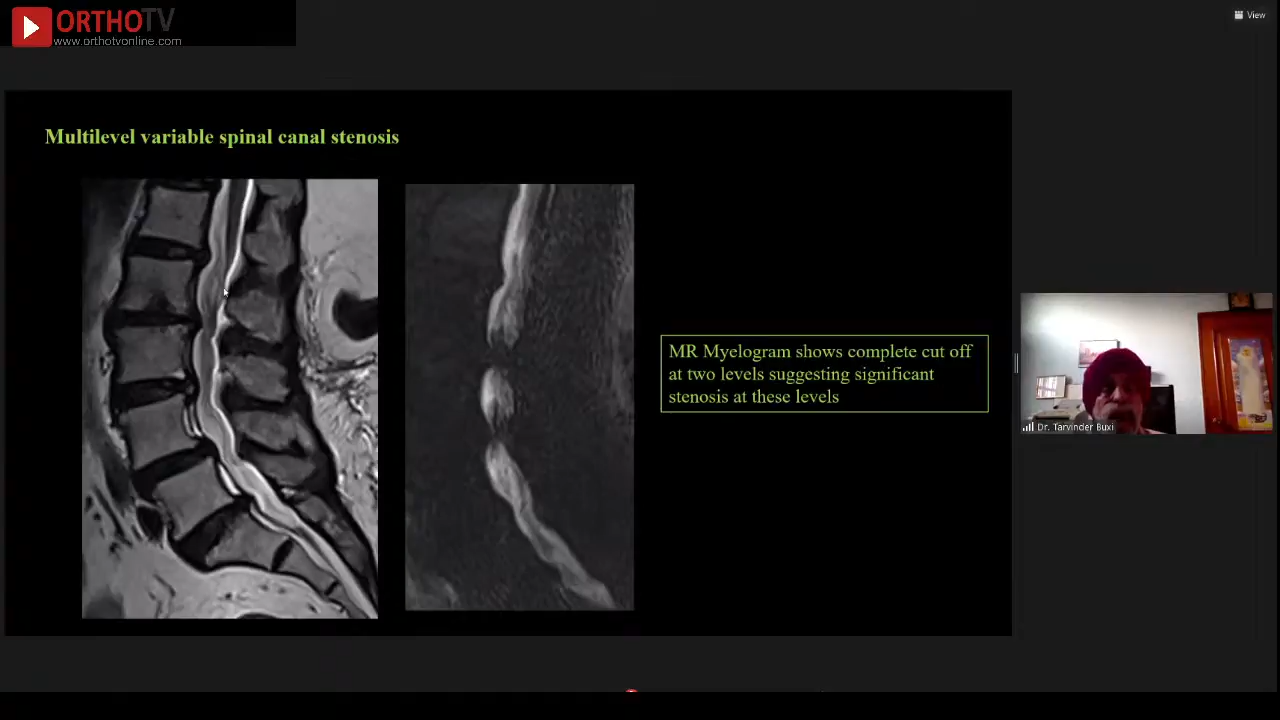 ORTHOTV
www.orthotvonline.com
View
Multilevel variable spinal canal stenosis
MR Myelogram shows complete cut off
at two levels suggesting significant
stenosis at these levels
Dr. Tarvinder Buxi